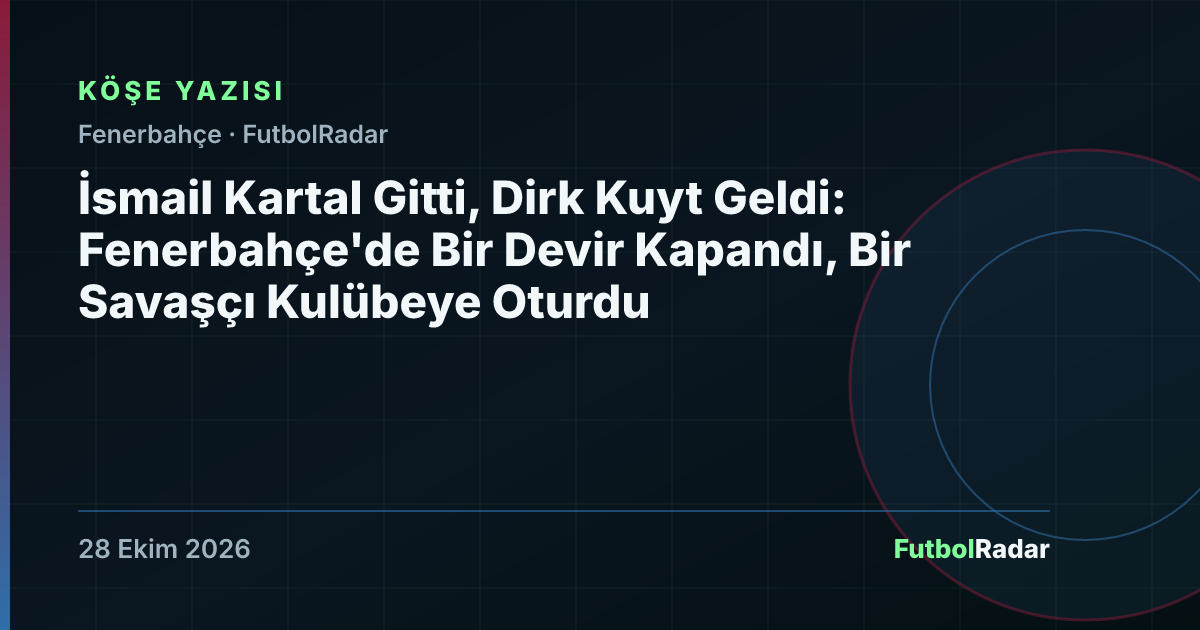 KÖŞE YAZISI
Fenerbahçe · FutbolRadar
İsmail Kartal Gitti, Dirk Kuyt Geldi:
Fenerbahçe'de Bir Devir Kapandı, Bir
Savaşçı Kulübeye Oturdu
28 Ekim 2026
FutbolRadar